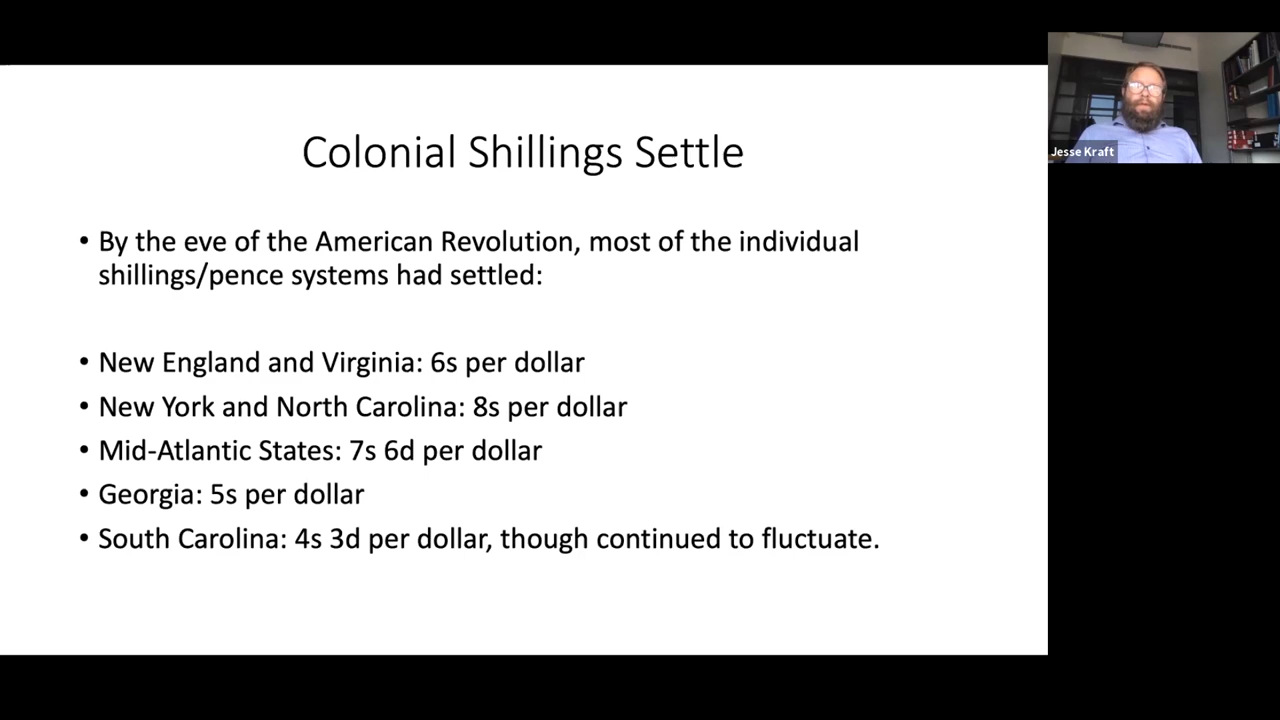 Colonial Shillings Settle
• By the eve of the American Revolution, most of the individual
shillings/pence systems had settled:
• New England and Virginia: 6s per dollar
• New York and North Carolina: 8s per dollar
• Mid-Atlantic States: 7s 6d per dollar
• Georgia: 5s per dollar
• South Carolina: 4s 3d per dollar, though continued to fluctuate.
Jesse Kraft